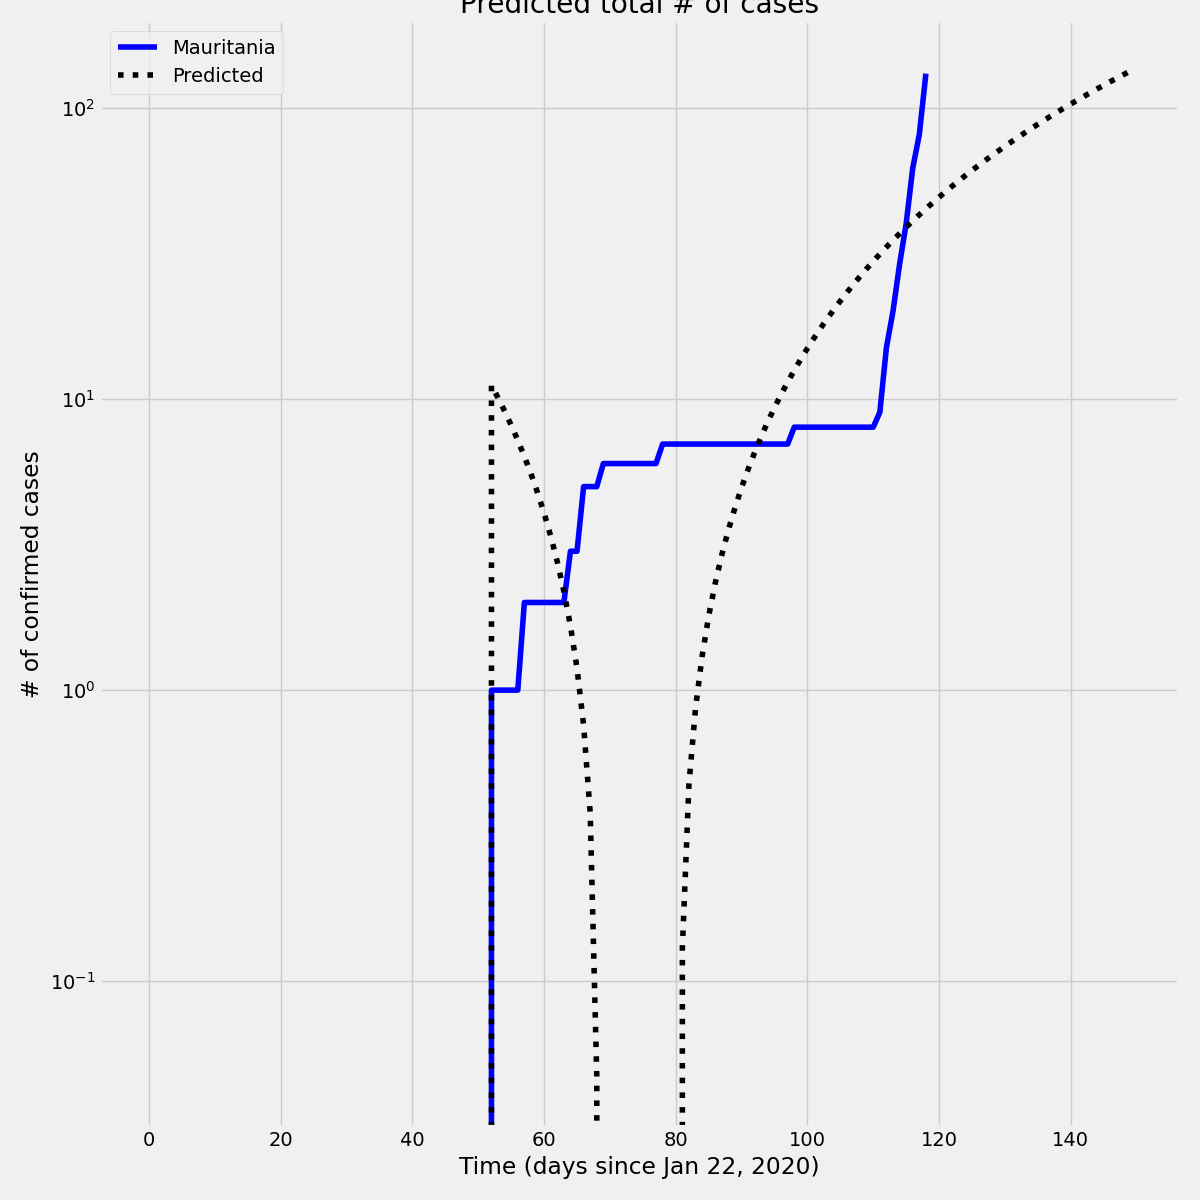 Predicted total # of cases
Mauritania
Predicted
10²
10¹
10⁰
10⁻¹
# of confirmed cases
0 20 40 60 80 100 120 140
Time (days since Jan 22, 2020)